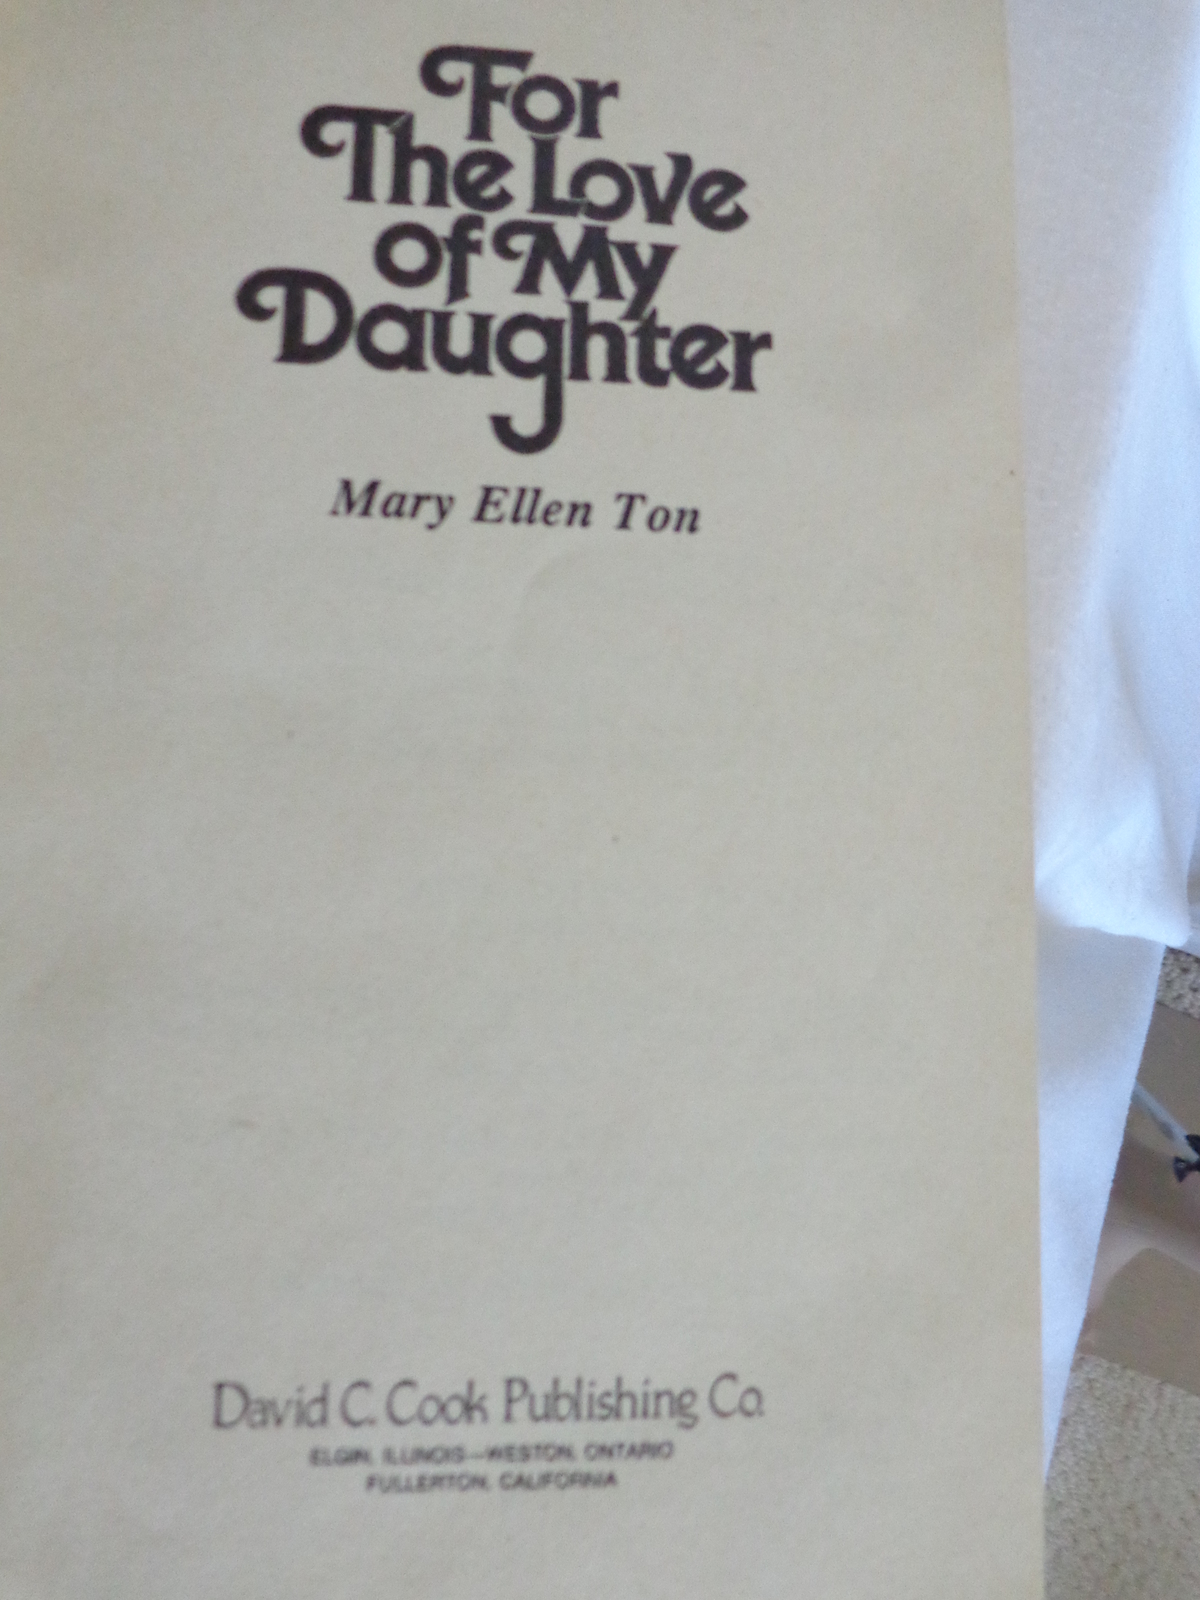 For
The Love
of My
Daughter
Mary Ellen Ton
David C. Cook Publishing Co.
ELGIN, ILLINOIS—WESTON, ONTARIO
FULLERTON, CALIFORNIA